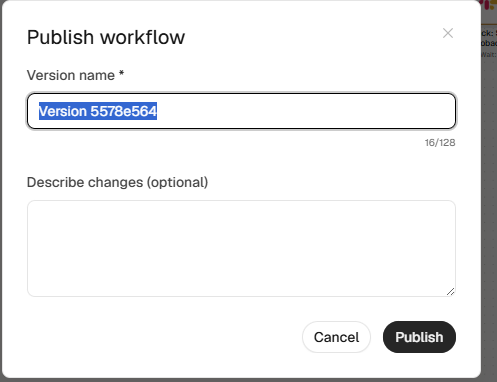 Publish workflow
Version name *
Version 5578e564
16/128
Describe changes (optional)
Cancel
Publish